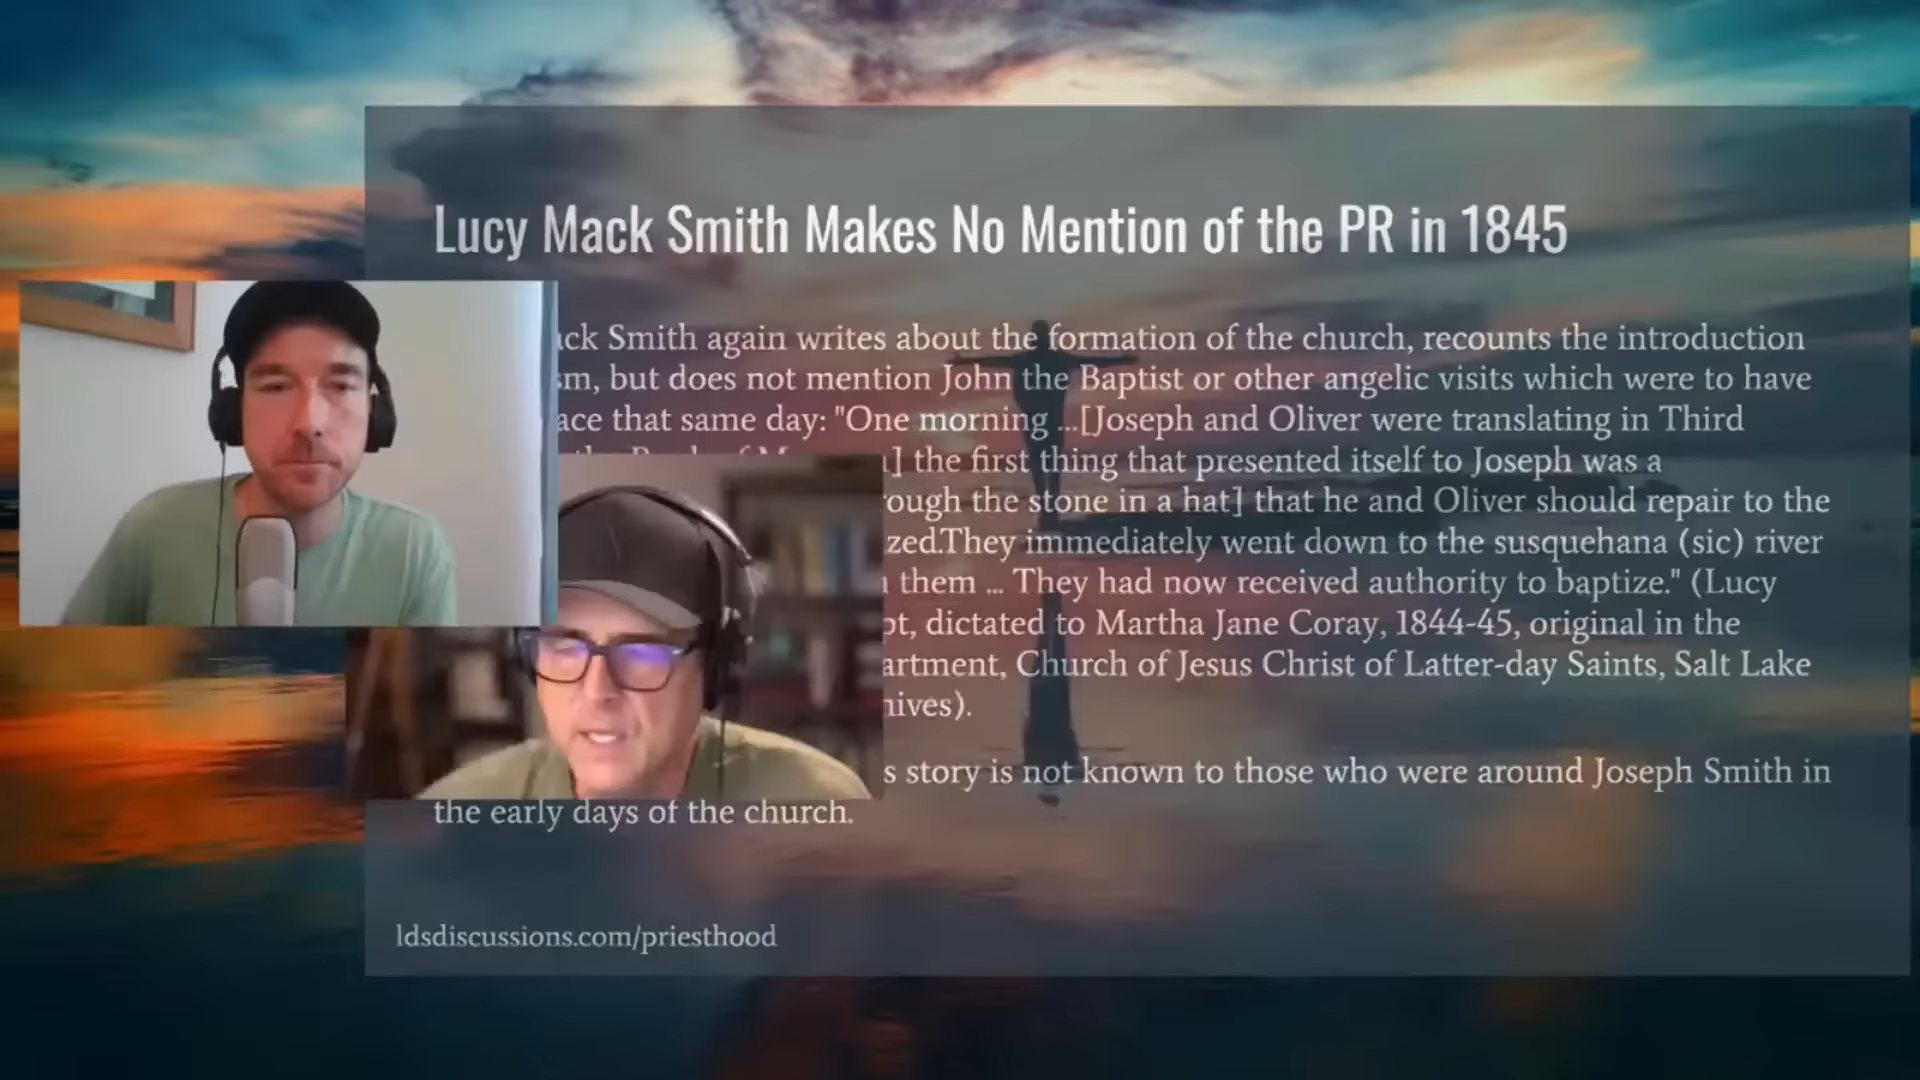 Lucy Mack Smith Makes No Mention of the PR in 1845
ck Smith again writes about the formation of the church, recounts the introduction
sm, but does not mention John the Baptist or other angelic visits which were to have
ace that same day: "One morning ...[Joseph and Oliver were translating in Third
] the first thing that presented itself to Joseph was a
ough the stone in a hat] that he and Oliver should repair to the
zed.They immediately went down to the susquehana (sic) river
them ... They had now received authority to baptize." (Lucy
pt, dictated to Martha Jane Coray, 1844-45, original in the
artment, Church of Jesus Christ of Latter-day Saints, Salt Lake
hives).
s story is not known to those who were around Joseph Smith in
the early days of the church.
ldsdiscussions.com/priesthood